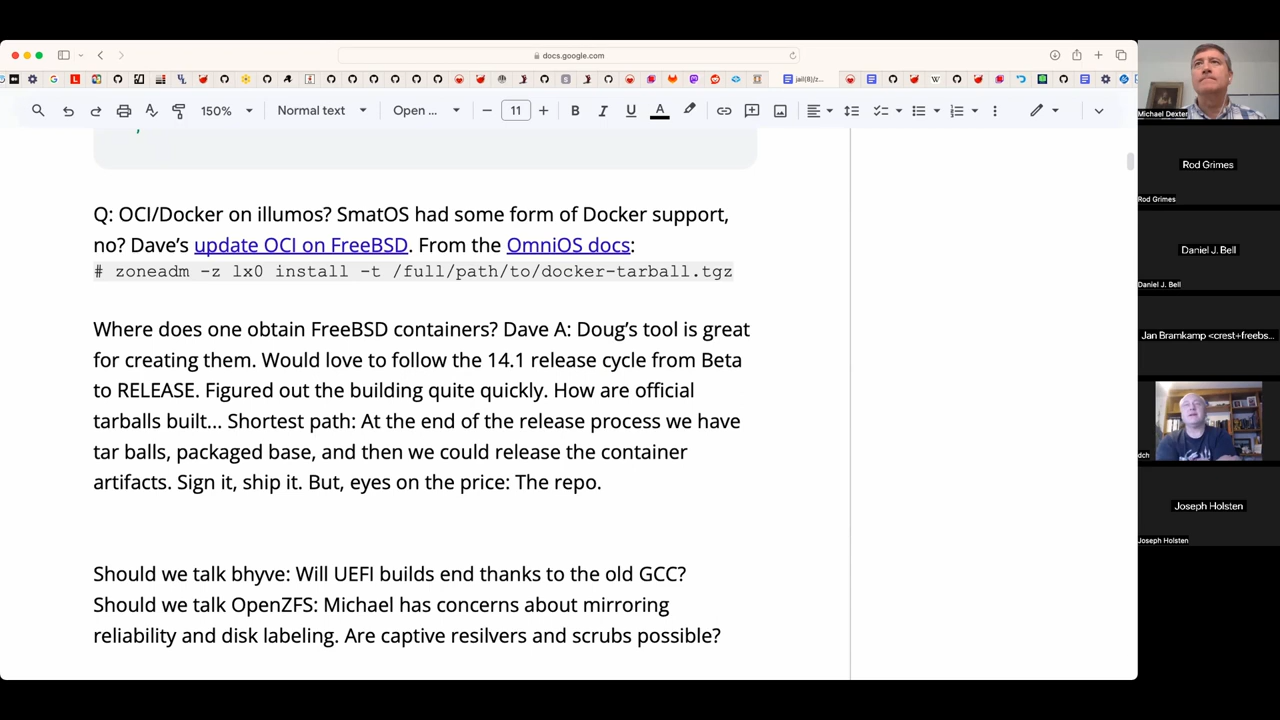 docs.google.com
jail(8)/z...
150%
Normal text
Open ...
11
Michael Dexter
Q: OCI/Docker on illumos? SmatOS had some form of Docker support,
no? Dave’s update OCI on FreeBSD. From the OmniOS docs:
# zoneadm -z lx0 install -t /full/path/to/docker-tarball.tgz
Where does one obtain FreeBSD containers? Dave A: Doug’s tool is great
for creating them. Would love to follow the 14.1 release cycle from Beta
to RELEASE. Figured out the building quite quickly. How are official
tarballs built... Shortest path: At the end of the release process we have
tar balls, packaged base, and then we could release the container
artifacts. Sign it, ship it. But, eyes on the price: The repo.
Should we talk bhyve: Will UEFI builds end thanks to the old GCC?
Should we talk OpenZFS: Michael has concerns about mirroring
reliability and disk labeling. Are captive resilvers and scrubs possible?
Rod Grimes
Rod Grimes
Daniel J. Bell
Daniel J. Bell
Jan Bramkamp <crest+freebs...
dch
Joseph Holsten
Joseph Holsten